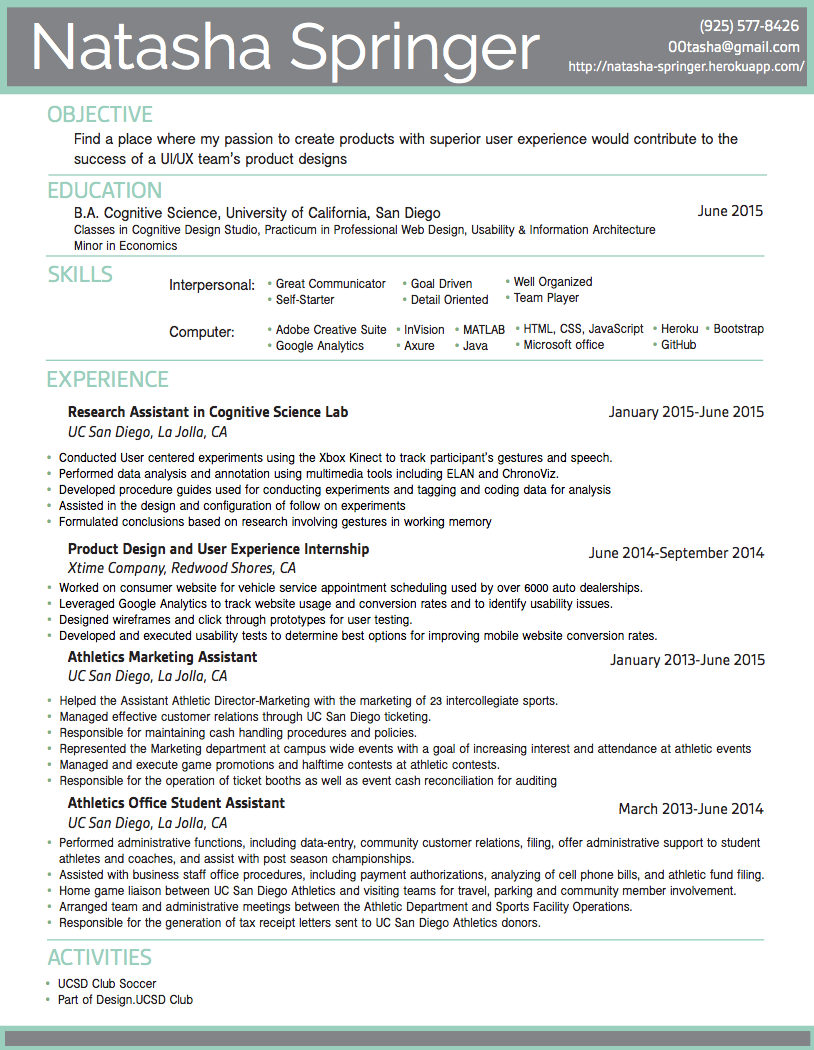 Natasha Springer
(925) 577-8426
00tasha@gmail.com
http://natasha-springer.herokuapp.com/
OBJECTIVE
Find a place where my passion to create products with superior user experience would contribute to the
success of a UI/UX team's product designs
EDUCATION
B.A. Cognitive Science, University of California, San Diego June 2015
Classes in Cognitive Design Studio, Practicum in Professional Web Design, Usability & Information Architecture
Minor in Economics
SKILLS
Interpersonal: • Great Communicator • Goal Driven • Well Organized
• Self-Starter • Detail Oriented • Team Player
Computer: • Adobe Creative Suite • InVision • MATLAB • HTML, CSS, JavaScript • Heroku • Bootstrap
• Google Analytics • Axure • Java • Microsoft office • GitHub
EXPERIENCE
Research Assistant in Cognitive Science Lab January 2015-June 2015
UC San Diego, La Jolla, CA
• Conducted User centered experiments using the Xbox Kinect to track participant's gestures and speech.
• Performed data analysis and annotation using multimedia tools including ELAN and ChronoViz.
• Developed procedure guides used for conducting experiments and tagging and coding data for analysis
• Assisted in the design and configuration of follow on experiments
• Formulated conclusions based on research involving gestures in working memory
Product Design and User Experience Internship June 2014-September 2014
Xtime Company, Redwood Shores, CA
• Worked on consumer website for vehicle service appointment scheduling used by over 6000 auto dealerships.
• Leveraged Google Analytics to track website usage and conversion rates and to identify usability issues.
• Designed wireframes and click through prototypes for user testing.
• Developed and executed usability tests to determine best options for improving mobile website conversion rates.
Athletics Marketing Assistant January 2013-June 2015
UC San Diego, La Jolla, CA
• Helped the Assistant Athletic Director-Marketing with the marketing of 23 intercollegiate sports.
• Managed effective customer relations through UC San Diego ticketing.
• Responsible for maintaining cash handling procedures and policies.
• Represented the Marketing department at campus wide events with a goal of increasing interest and attendance at athletic events
• Managed and execute game promotions and halftime contests at athletic contests.
• Responsible for the operation of ticket booths as well as event cash reconciliation for auditing
Athletics Office Student Assistant March 2013-June 2014
UC San Diego, La Jolla, CA
• Performed administrative functions, including data-entry, community customer relations, filing, offer administrative support to student
athletes and coaches, and assist with post season championships.
• Assisted with business staff office procedures, including payment authorizations, analyzing of cell phone bills, and athletic fund filing.
• Home game liaison between UC San Diego Athletics and visiting teams for travel, parking and community member involvement.
• Arranged team and administrative meetings between the Athletic Department and Sports Facility Operations.
• Responsible for the generation of tax receipt letters sent to UC San Diego Athletics donors.
ACTIVITIES
• UCSD Club Soccer
• Part of Design.UCSD Club